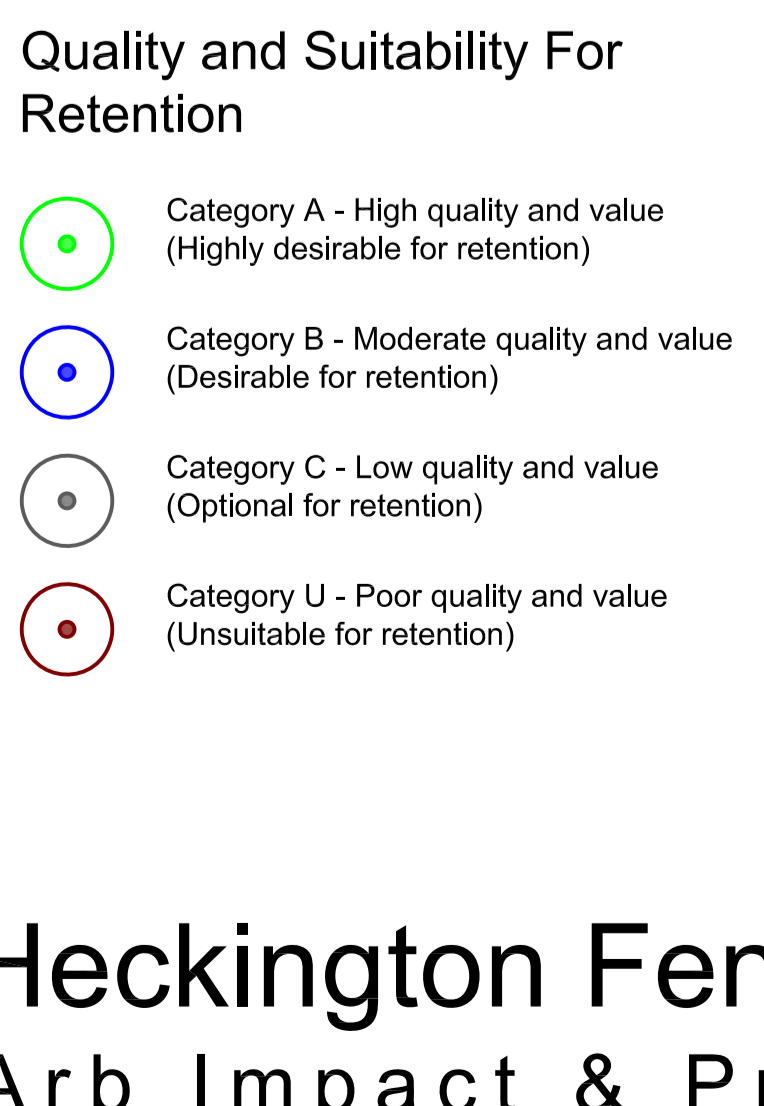 Quality and Suitability For
Retention
Category A - High quality and value
(Highly desirable for retention)
Category B - Moderate quality and value
(Desirable for retention)
Category C - Low quality and value
(Optional for retention)
Category U - Poor quality and value
(Unsuitable for retention)
Heckington Fen
Arb Impact &